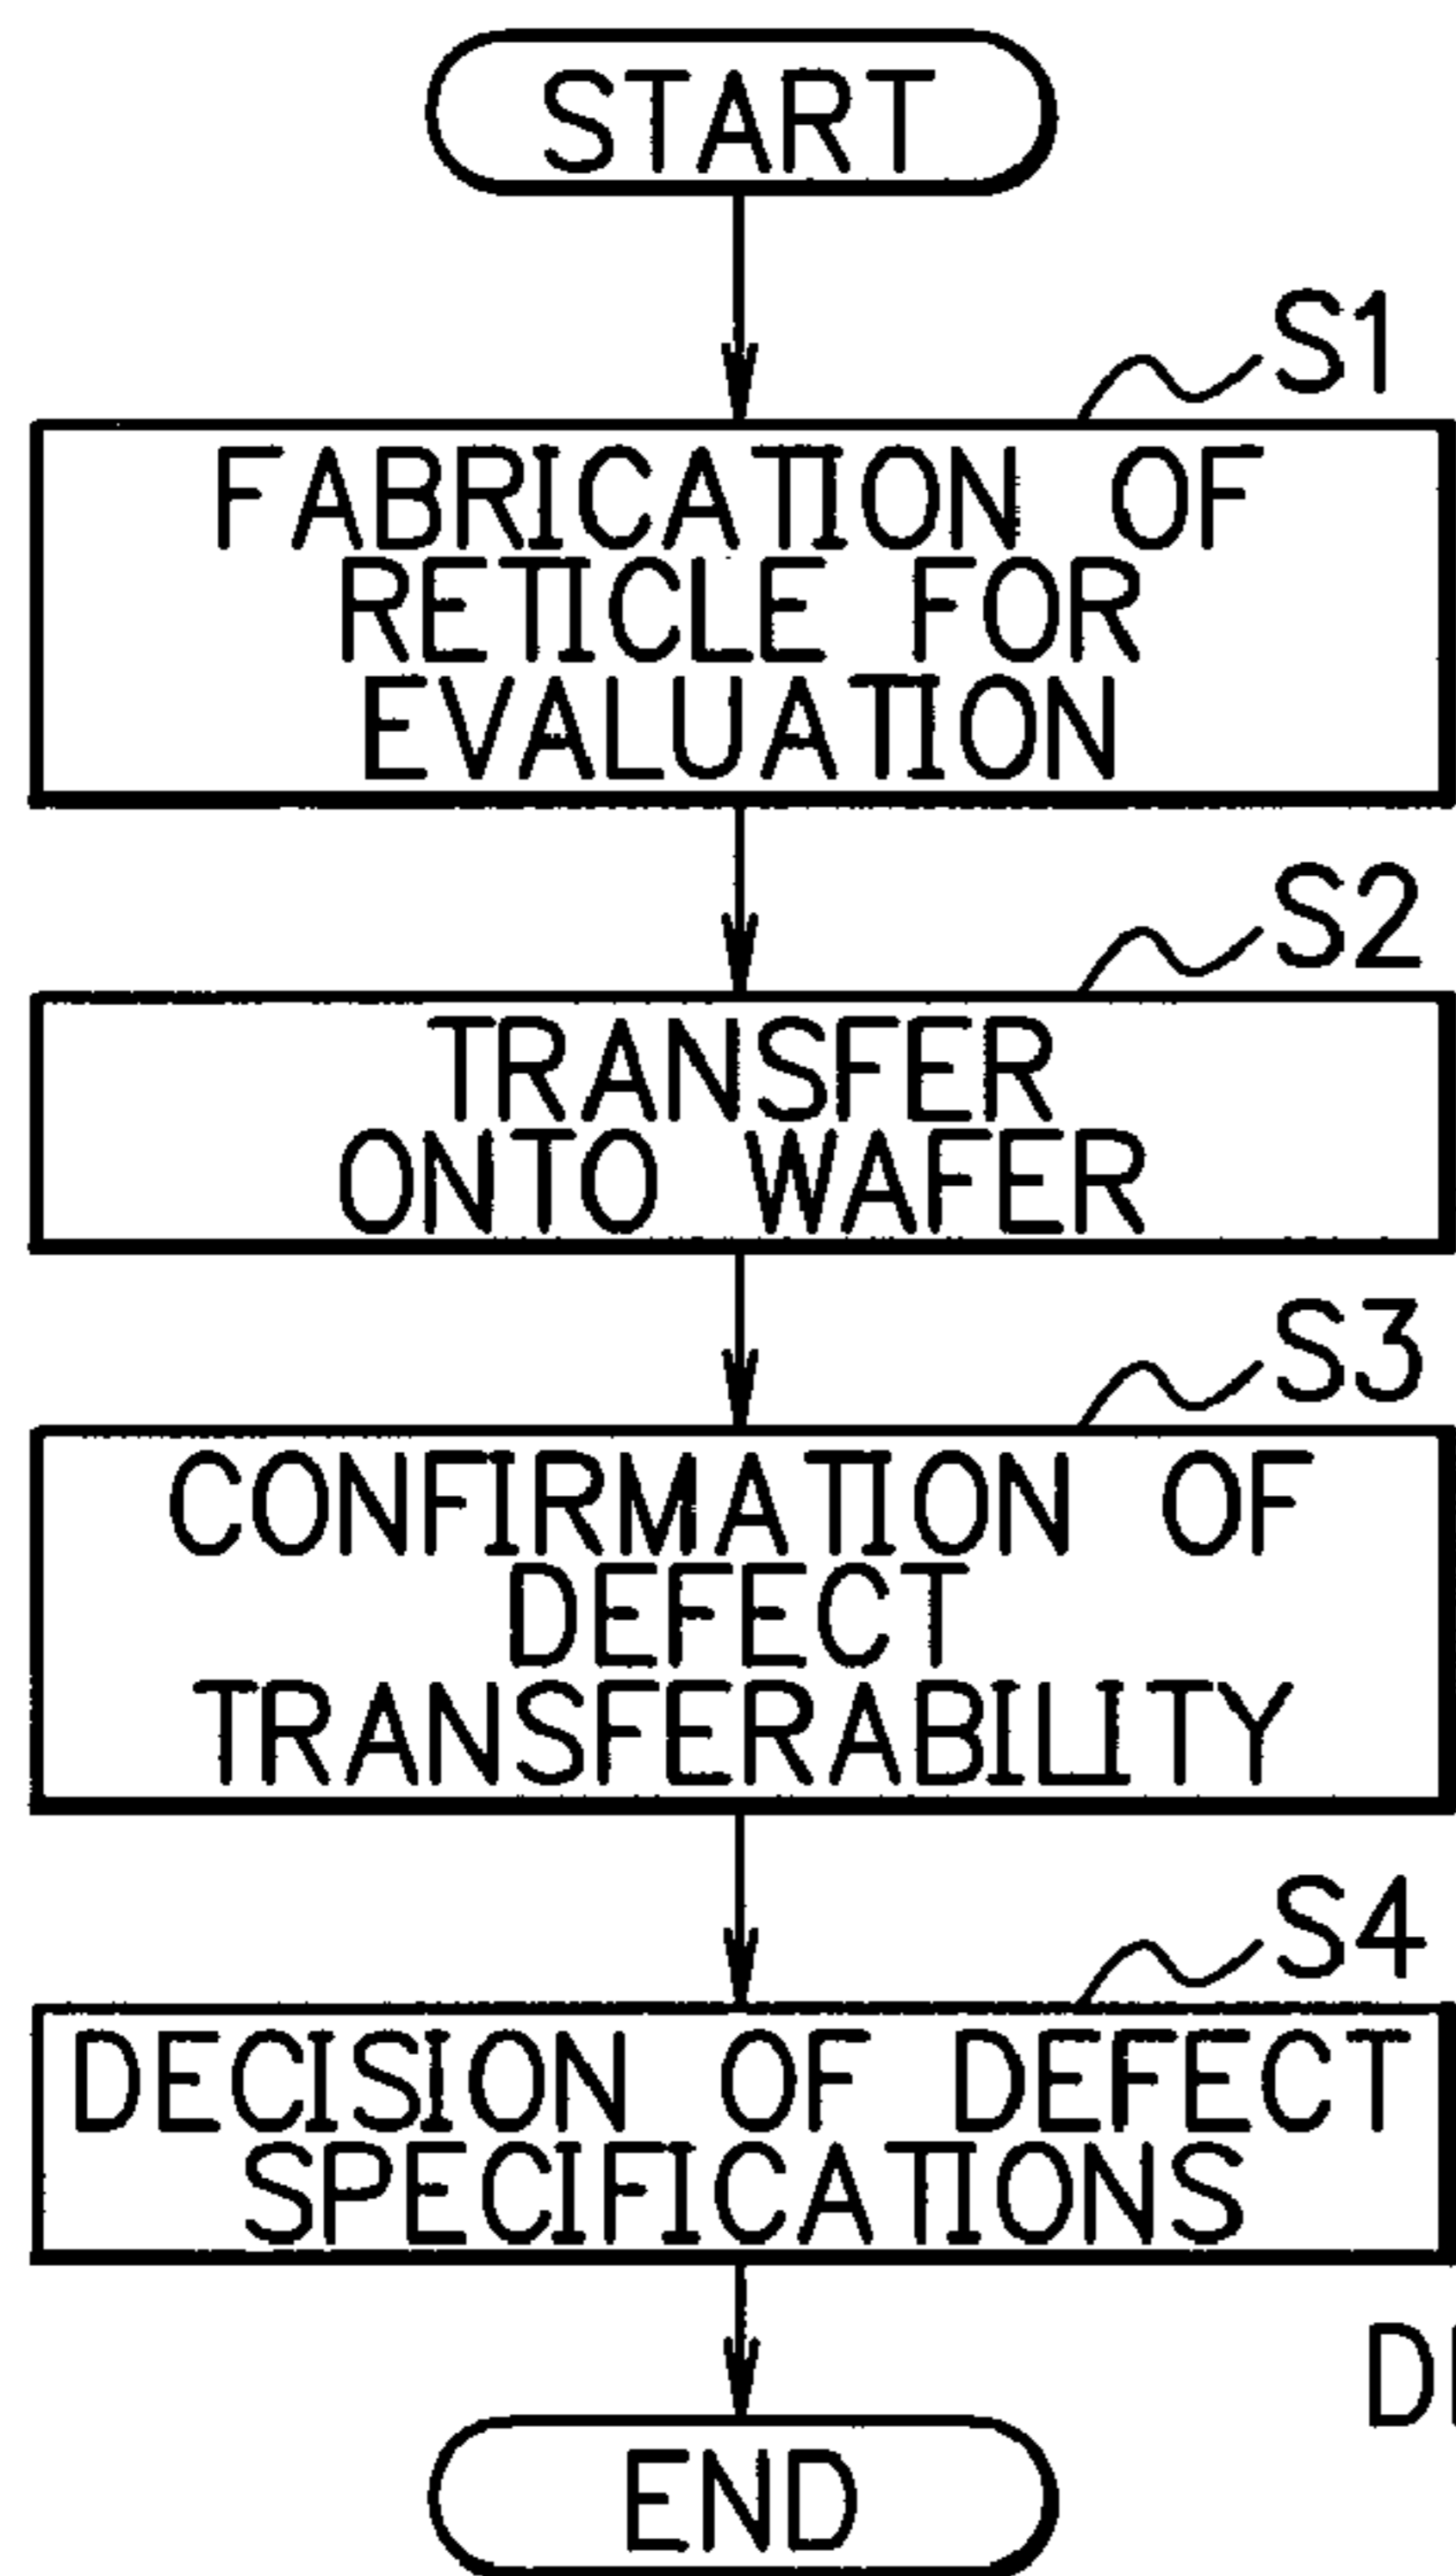 START
S1
FABRICATION OF
RETICLE FOR
EVALUATION
S2
TRANSFER
ONTO WAFER
S3
CONFIRMATION OF
DEFECT
TRANSFERABILITY
S4
DECISION OF DEFECT
SPECIFICATIONS
END